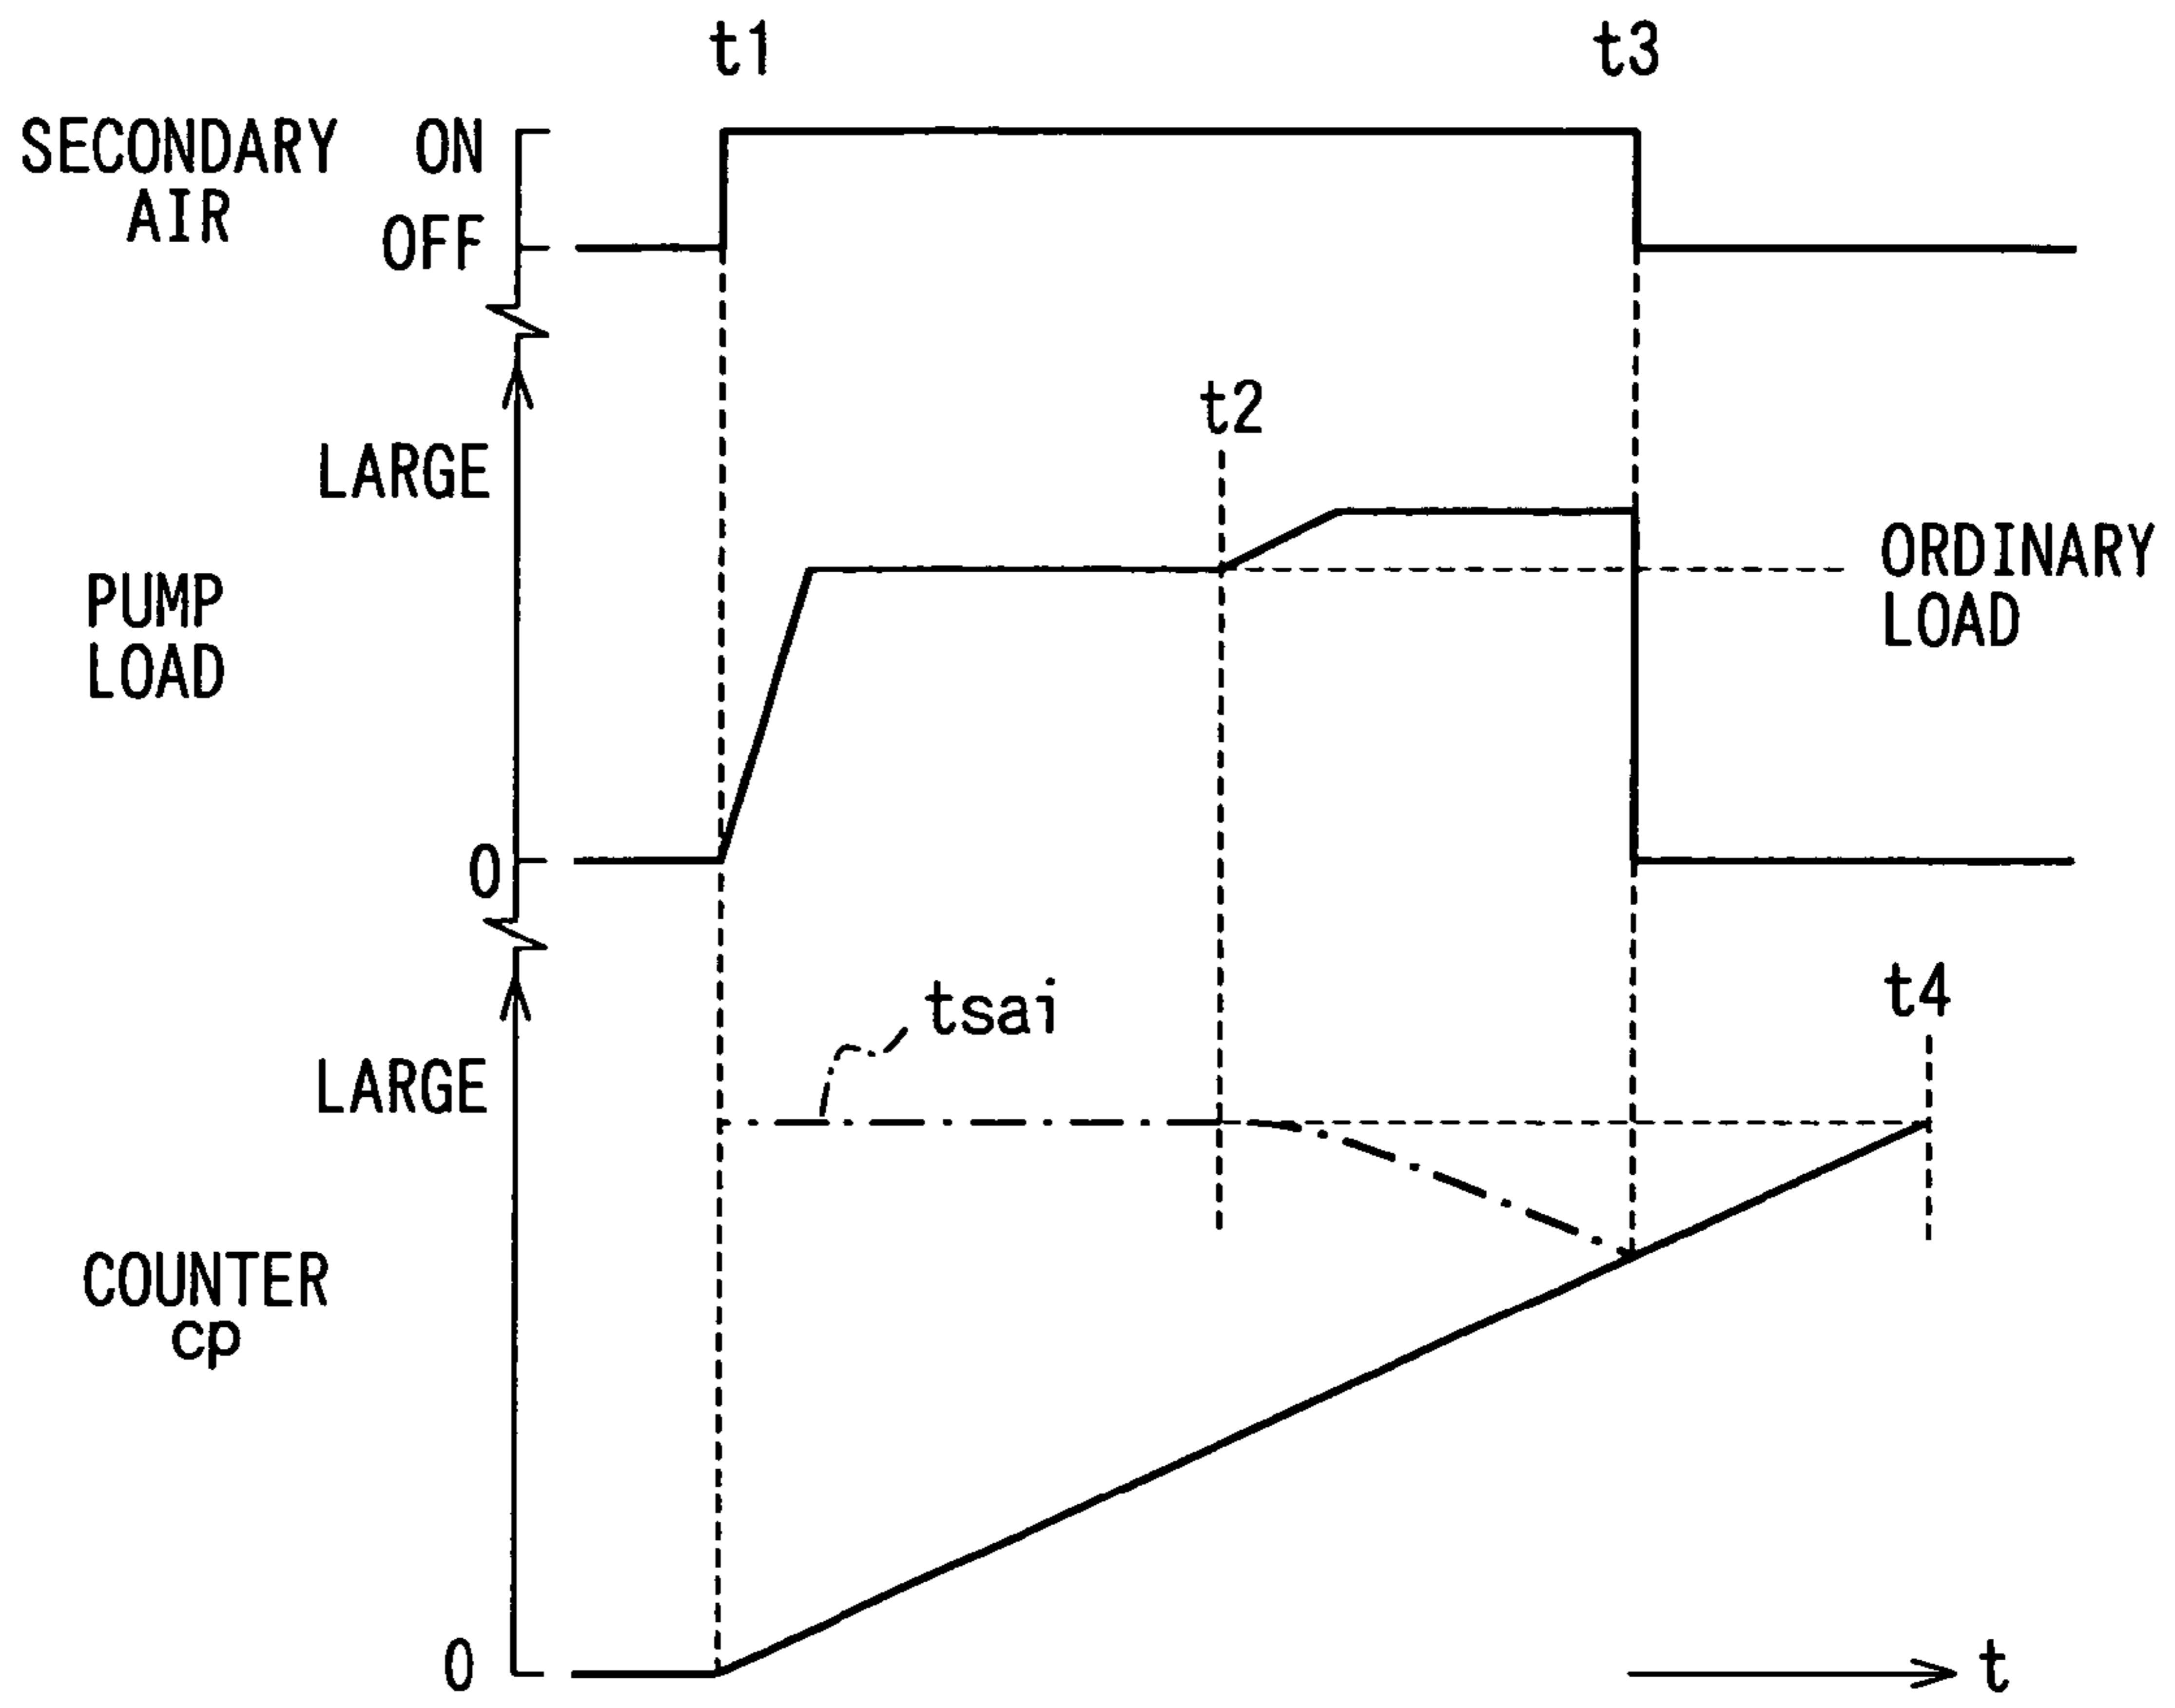 t1
t3
SECONDARY
AIR
ON
OFF
t2
LARGE
PUMP
LOAD
ORDINARY
LOAD
0
tsai
t4
LARGE
COUNTER
cp
0
t